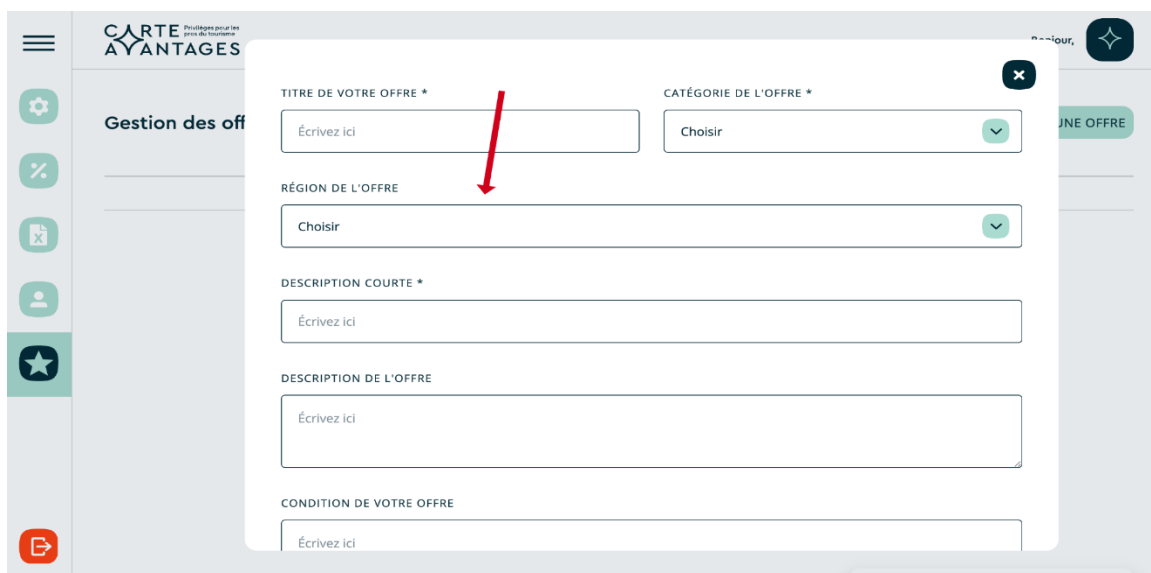 CARTE AVANTAGES
Privilèges pour les
pros du tourisme
Gestion des off
TITRE DE VOTRE OFFRE *
Écrivez ici
CATÉGORIE DE L'OFFRE *
Choisir
UNE OFFRE
RÉGION DE L'OFFRE
Choisir
DESCRIPTION COURTE *
Écrivez ici
DESCRIPTION DE L'OFFRE
Écrivez ici
CONDITION DE VOTRE OFFRE
Écrivez ici